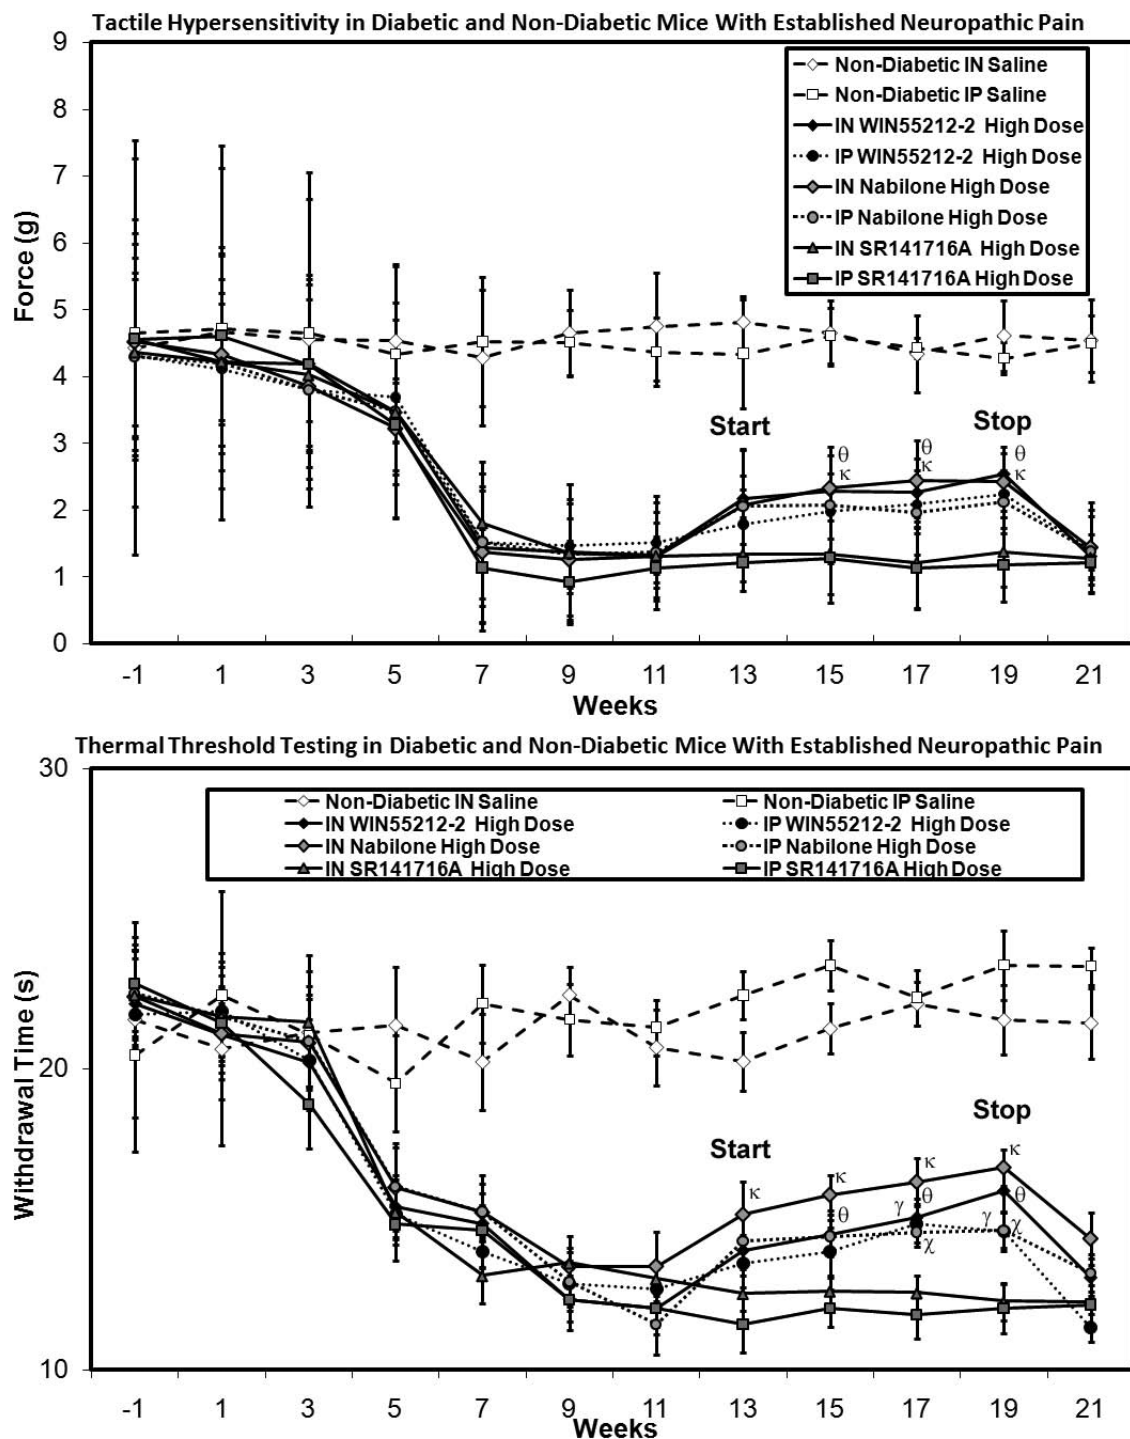 Tactile Hypersensitivity in Diabetic and Non-Diabetic Mice With Established Neuropathic Pain
9
8
7
6
5
4
3
2
1
0
Force (g)
Non-Diabetic IN Saline
Non-Diabetic IP Saline
IN WIN55212-2 High Dose
IP WIN55212-2 High Dose
IN Nabilone High Dose
IP Nabilone High Dose
IN SR141716A High Dose
IP SR141716A High Dose
Start
Stop
θ θ θ
κ κ κ
-1 1 3 5 7 9 11 13 15 17 19 21
Weeks
Thermal Threshold Testing in Diabetic and Non-Diabetic Mice With Established Neuropathic Pain
30
20
10
Withdrawal Time (s)
Non-Diabetic IN Saline Non-Diabetic IP Saline
IN WIN55212-2 High Dose IP WIN55212-2 High Dose
IN Nabilone High Dose IP Nabilone High Dose
IN SR141716A High Dose IP SR141716A High Dose
Start
Stop
κ κ κ κ
θ γ θ θ
χ γ χ
-1 1 3 5 7 9 11 13 15 17 19 21
Weeks